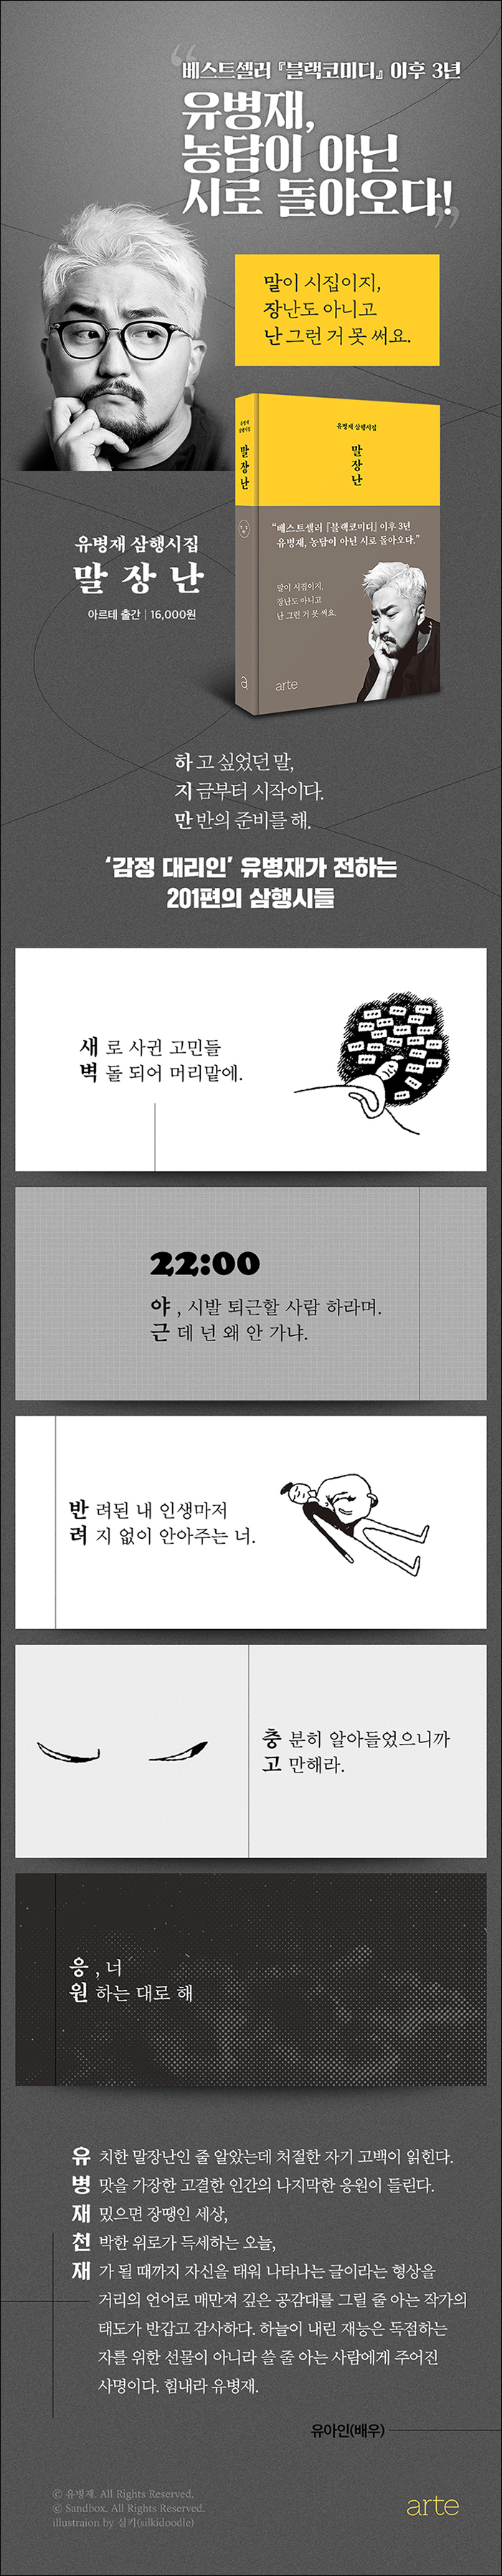 “베스트셀러 『블랙코미디』 이후 3년
유병재,
농담이 아닌
시로 돌아오다!”
말이 시집이지,
장난도 아니고
난 그런 거 못 써요.
유병재
삼행시집
말장난
유병재 삼행시집
말
장
난
“베스트셀러 『블랙코미디』 이후 3년
유병재, 농담이 아닌 시로 돌아오다.”
말이 시집이지,
장난도 아니고
난 그런 거 못 써요.
a
arte
유병재 삼행시집
말 장 난
아르테 출간 | 16,000원
하고 싶었던 말,
지금부터 시작이다.
만반의 준비를 해.
‘감정 대리인’ 유병재가 전하는
201편의 삼행시들
새 로 사귄 고민들
벽 돌 되어 머리맡에.
22:00
야 , 시발 퇴근할 사람 하라며.
근 데 넌 왜 안 가냐.
반 려된 내 인생마저
려 지 없이 안아주는 너.
충 분히 알아들었으니까
고 만해라.
응 , 너
원 하는 대로 해
유 치한 말장난인 줄 알았는데 처절한 자기 고백이 읽힌다.
병 맛을 가장한 고결한 인간의 나지막한 응원이 들린다.
재 밌으면 장땡인 세상,
천 박한 위로가 득세하는 오늘,
재 가 될 때까지 자신을 태워 나타나는 글이라는 형상을
거리의 언어로 매만져 깊은 공감대를 그릴 줄 아는 작가의
태도가 반갑고 감사하다. 하늘이 내린 재능은 독점하는
자를 위한 선물이 아니라 쓸 줄 아는 사람에게 주어진
사명이다. 힘내라 유병재.
유아인(배우)
ⓒ 유병재. All Rights Reserved.
ⓒ Sandbox. All Rights Reserved.
illustraion by 실키(silkidoodle)
arte